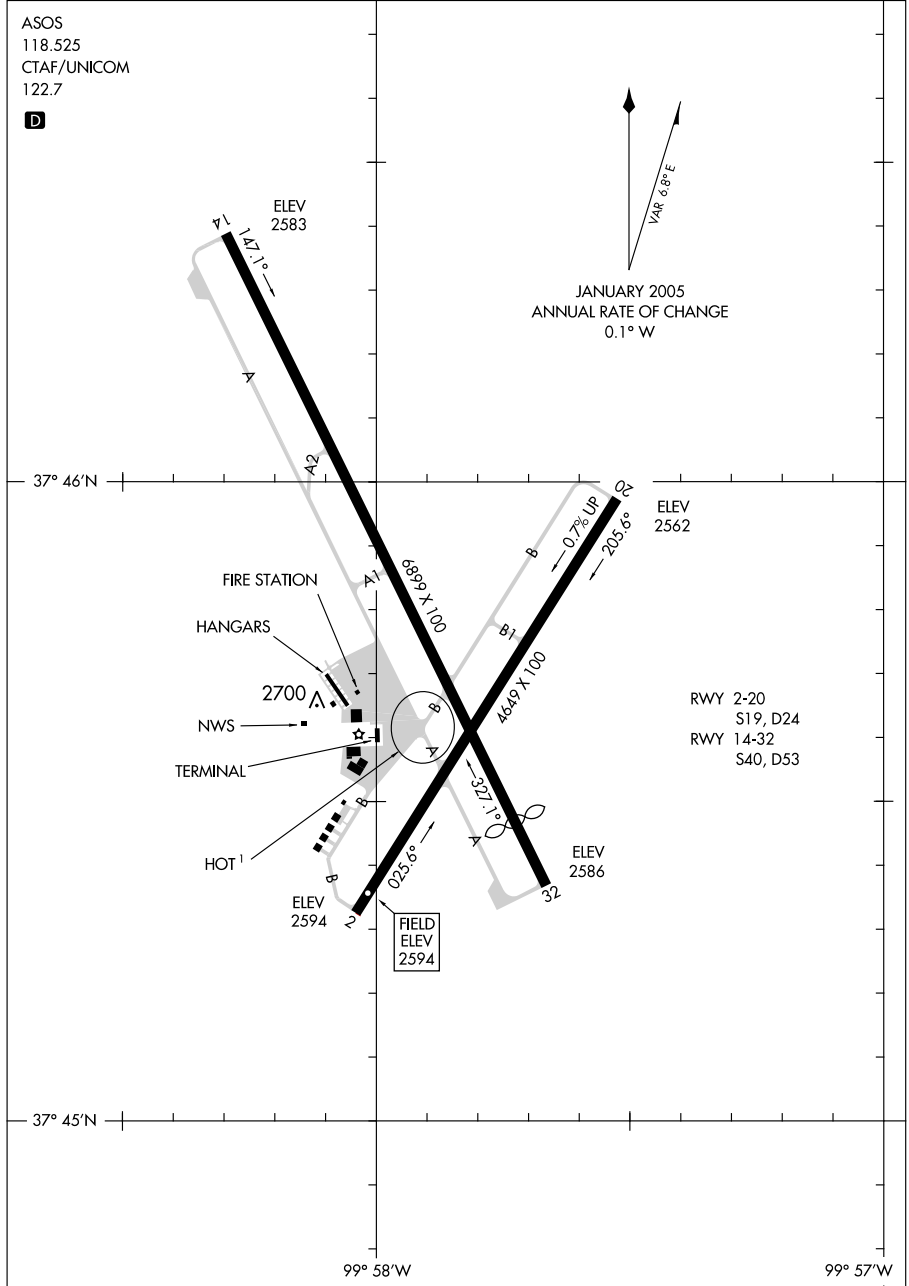 ASOS
118.525
CTAF/UNICOM
122.7
D
VAR 6.8° E
JANUARY 2005
ANNUAL RATE OF CHANGE
0.1° W
ELEV
2583
14
147.1°
A
A2
37° 46'N
20
ELEV
2562
0.7% UP
205.6°
B
A1
6899 X 100
FIRE STATION
HANGARS
B1
2700
4649 X 100
RWY 2-20
S19, D24
RWY 14-32
S40, D53
NWS
B
A
TERMINAL
327.1°
B
HOT 1
A
025.6°
ELEV
2586
B
32
ELEV
2594
2
FIELD
ELEV
2594
37° 45'N
99° 58'W
99° 57'W